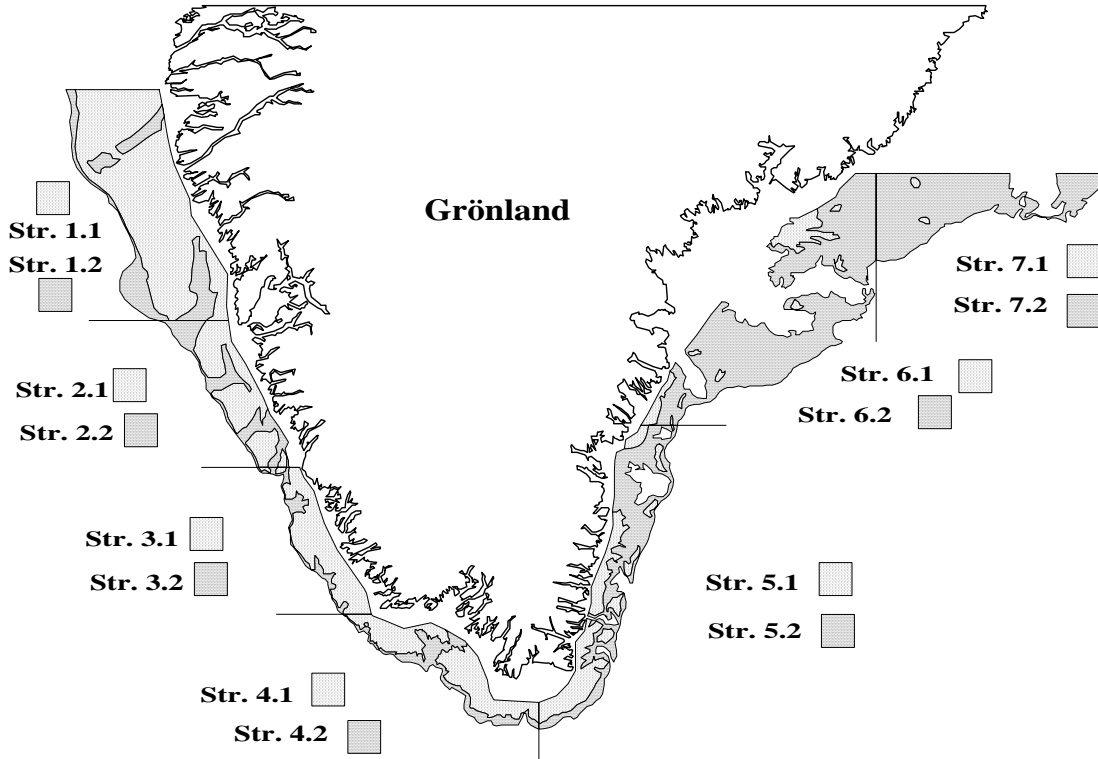 Grönland
Str. 1.1
Str. 1.2
Str. 2.1
Str. 2.2
Str. 3.1
Str. 3.2
Str. 4.1
Str. 4.2
Str. 5.1
Str. 5.2
Str. 6.1
Str. 6.2
Str. 7.1
Str. 7.2